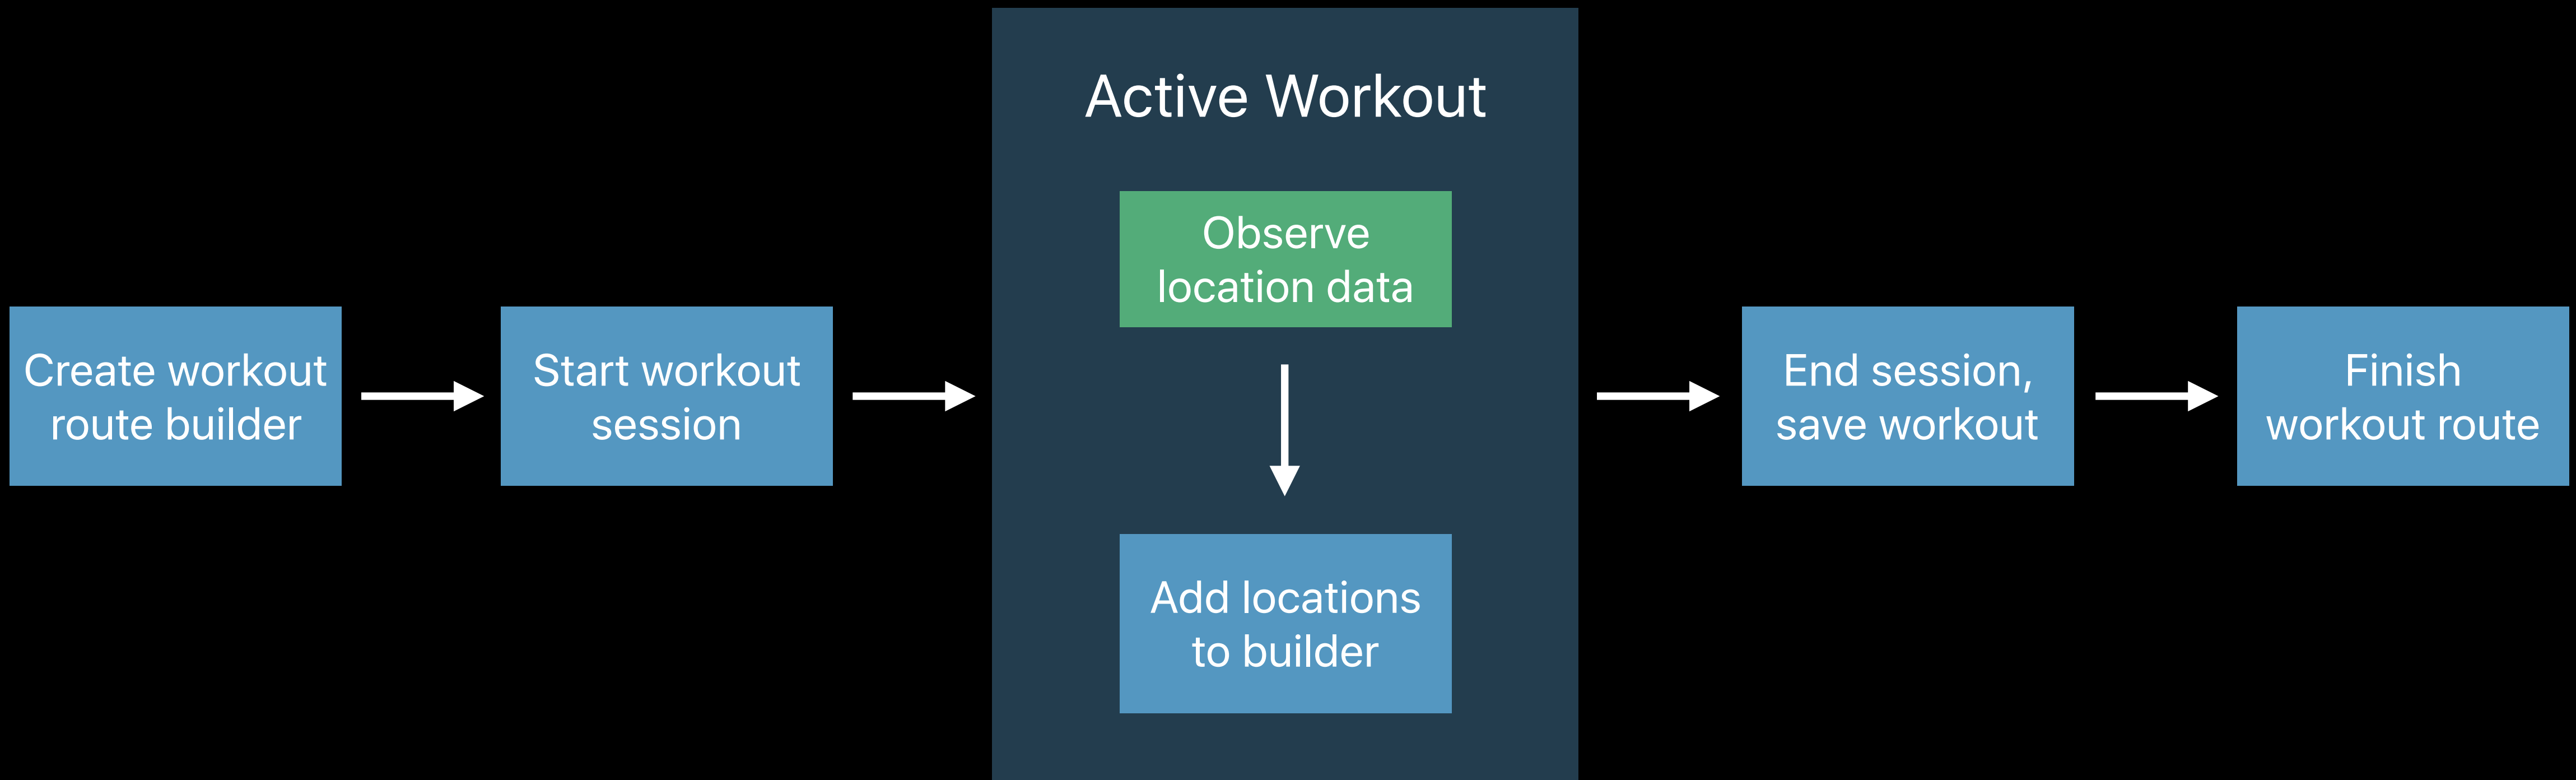 Create workout
route builder
Start workout
session
Active Workout
Observe
location data
Add locations
to builder
End session,
save workout
Finish
workout route